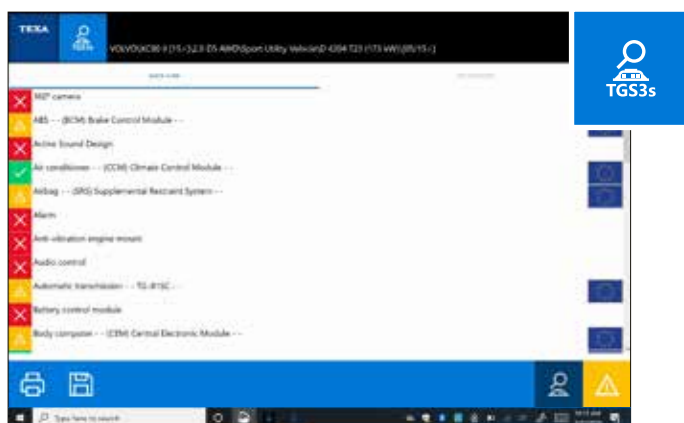 TEXA
TGS3s
VOLVO\XC90 II [15-]\2.0 D5 AWD\Sport Utility Vehicle\D 4204 T23 (173 kW)\[05/15-]
TGS3s
360° camera
ABS - - (BCM) Brake Control Module - -
Active Sound Design
Air conditioner - - (CCM) Climate Control Module - -
Airbag - - (SRS) Supplemental Restraint System - -
Alarm
Anti-vibration engine mount
Audio control
Automatic transmission - - TG-81SC - -
Battery control module
Body computer - - (CEM) Central Electronic Module - -
Type here to search